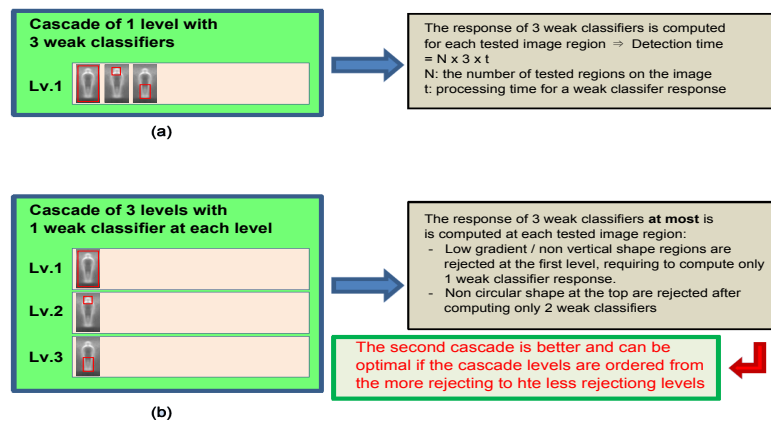 Cascade of 1 level with
3 weak classifiers
Lv.1
(a)
The response of 3 weak classifiers is computed
for each tested image region ⇒ Detection time
= N x 3 x t
N: the number of tested regions on the image
t: processing time for a weak classifer response
Cascade of 3 levels with
1 weak classifier at each level
Lv.1
Lv.2
Lv.3
(b)
The response of 3 weak classifiers at most is
is computed at each tested image region:
- Low gradient / non vertical shape regions are
rejected at the first level, requiring to compute only
1 weak classifier response.
- Non circular shape at the top are rejected after
computing only 2 weak classifiers
The second cascade is better and can be
optimal if the cascade levels are ordered from
the more rejecting to hte less rejectiong levels